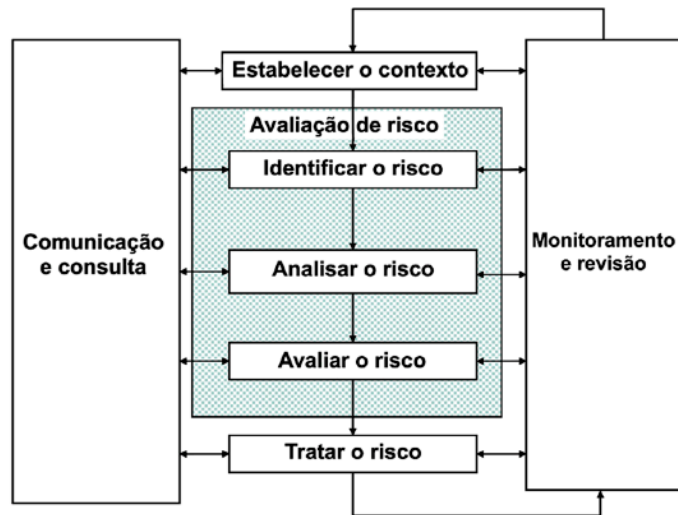 Estabelecer o contexto
Avaliação de risco
Identificar o risco
Comunicação
e consulta
Analisar o risco
Monitoramento
e revisão
Avaliar o risco
Tratar o risco